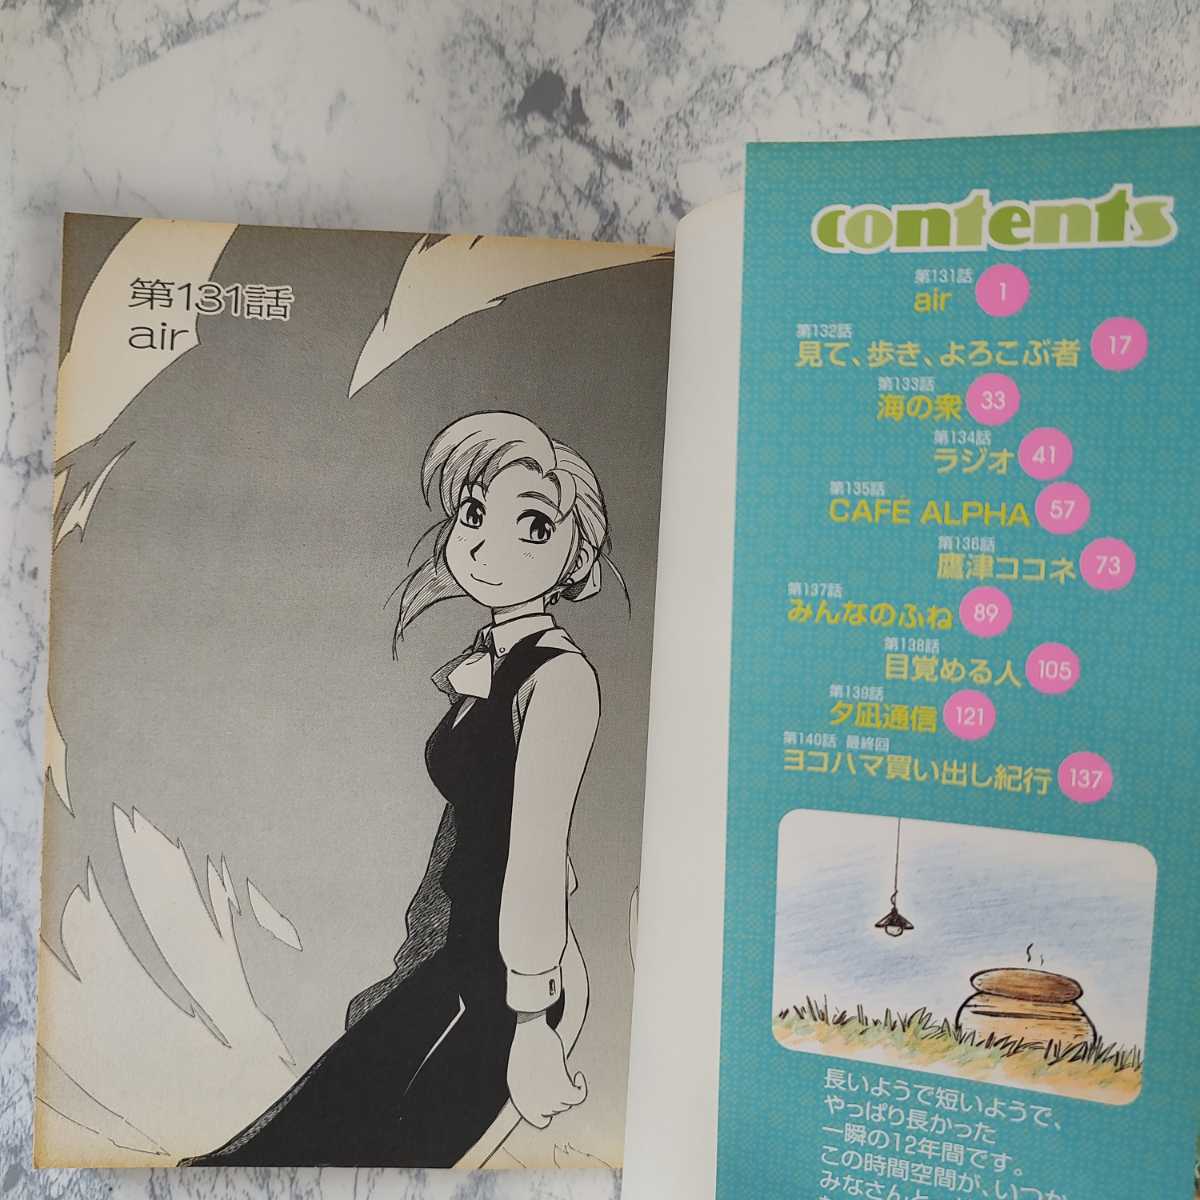 第131話
air
contents
第131話
air 1
第132話
見て、歩き、よろこぶ者 17
第133話
海の衆 33
第134話
ラジオ 41
第135話
CAFÉ ALPHA 57
第136話
鷹津ココネ 73
第137話
みんなのふね 89
第138話
目覚める人 105
第139話
夕凪通信 121
第140話 最終回
ヨコハマ買い出し紀行 137
長いようで短いようで、
やっぱり長かった
一瞬の12年間です。
この時間空間が、いつか
みなさんと